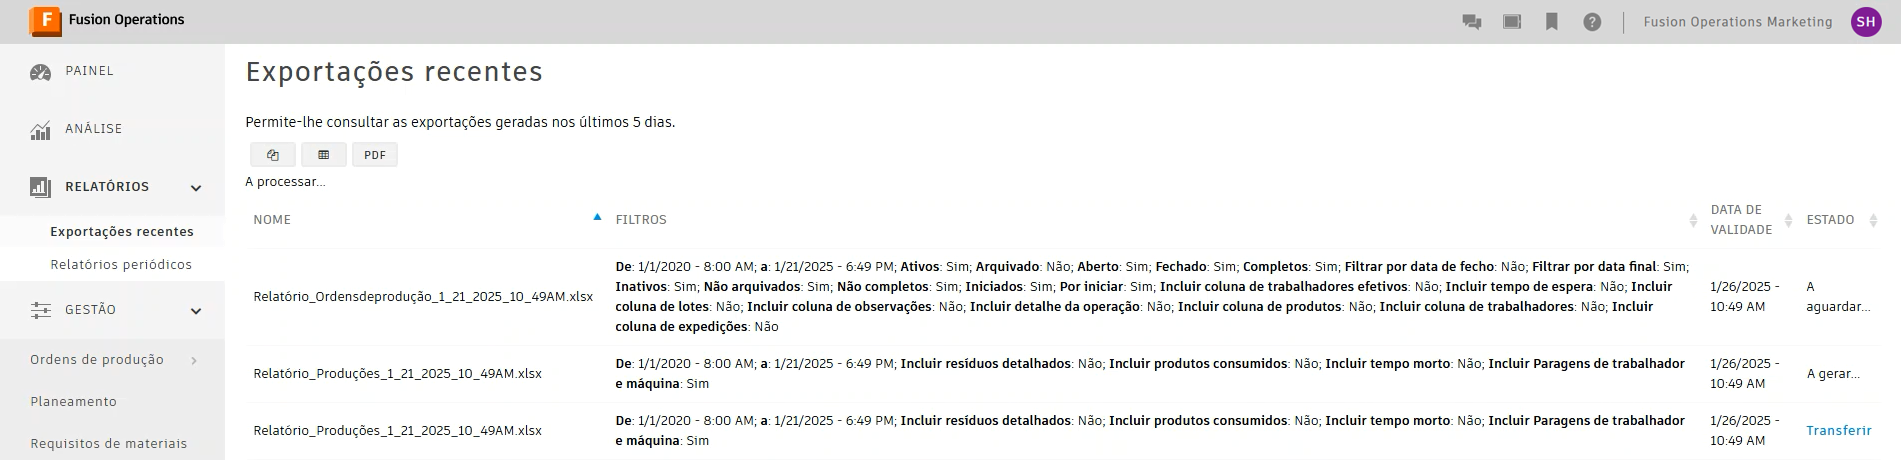 Fusion Operations
Fusion Operations Marketing
SH
PAINEL
ANÁLISE
RELATÓRIOS
Exportações recentes
Relatórios periódicos
GESTÃO
Ordens de produção
Planeamento
Requisitos de materiais
Exportações recentes
Permite-lhe consultar as exportações geradas nos últimos 5 dias.
PDF
A processar...
NOME
FILTROS
DATA DE
VALIDADE
ESTADO
Relatório_Ordensdeprodução_1_21_2025_10_49AM.xlsx
De: 1/1/2020 - 8:00 AM; a: 1/21/2025 - 6:49 PM; Ativos: Sim; Arquivado: Não; Aberto: Sim; Fechado: Sim; Completos: Sim; Filtrar por data de fecho: Não; Filtrar por data final: Sim;
Inativos: Sim; Não arquivados: Sim; Não completos: Sim; Iniciados: Sim; Por iniciar: Sim; Incluir coluna de trabalhadores efetivos: Não; Incluir tempo de espera: Não; Incluir
coluna de lotes: Não; Incluir coluna de observações: Não; Incluir detalhe da operação: Não; Incluir coluna de produtos: Não; Incluir coluna de trabalhadores: Não; Incluir
coluna de expedições: Não
1/26/2025 -
10:49 AM
A
aguardar...
Relatório_Produções_1_21_2025_10_49AM.xlsx
De: 1/1/2020 - 8:00 AM; a: 1/21/2025 - 6:49 PM; Incluir resíduos detalhados: Não; Incluir produtos consumidos: Não; Incluir tempo morto: Não; Incluir Paragens de trabalhador
e máquina: Sim
1/26/2025 -
10:49 AM
A gerar...
Relatório_Produções_1_21_2025_10_49AM.xlsx
De: 1/1/2020 - 8:00 AM; a: 1/21/2025 - 6:49 PM; Incluir resíduos detalhados: Não; Incluir produtos consumidos: Não; Incluir tempo morto: Não; Incluir Paragens de trabalhador
e máquina: Sim
1/26/2025 -
10:49 AM
Transferir